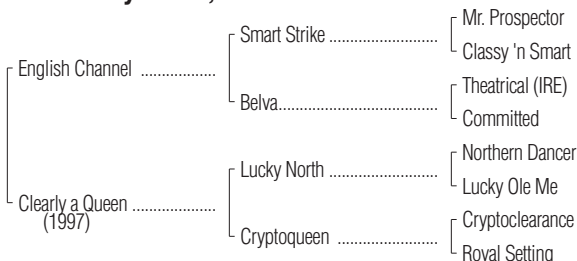 Smart Strike ........................... Mr. Prospector
Classy 'n Smart
English Channel ..................
Belva....................................... Theatrical (IRE)
Committed
Lucky North ........................... Northern Dancer
Lucky Ole Me
Clearly a Queen ....................
(1997)
Cryptoqueen ......................... Cryptoclearance
Royal Setting